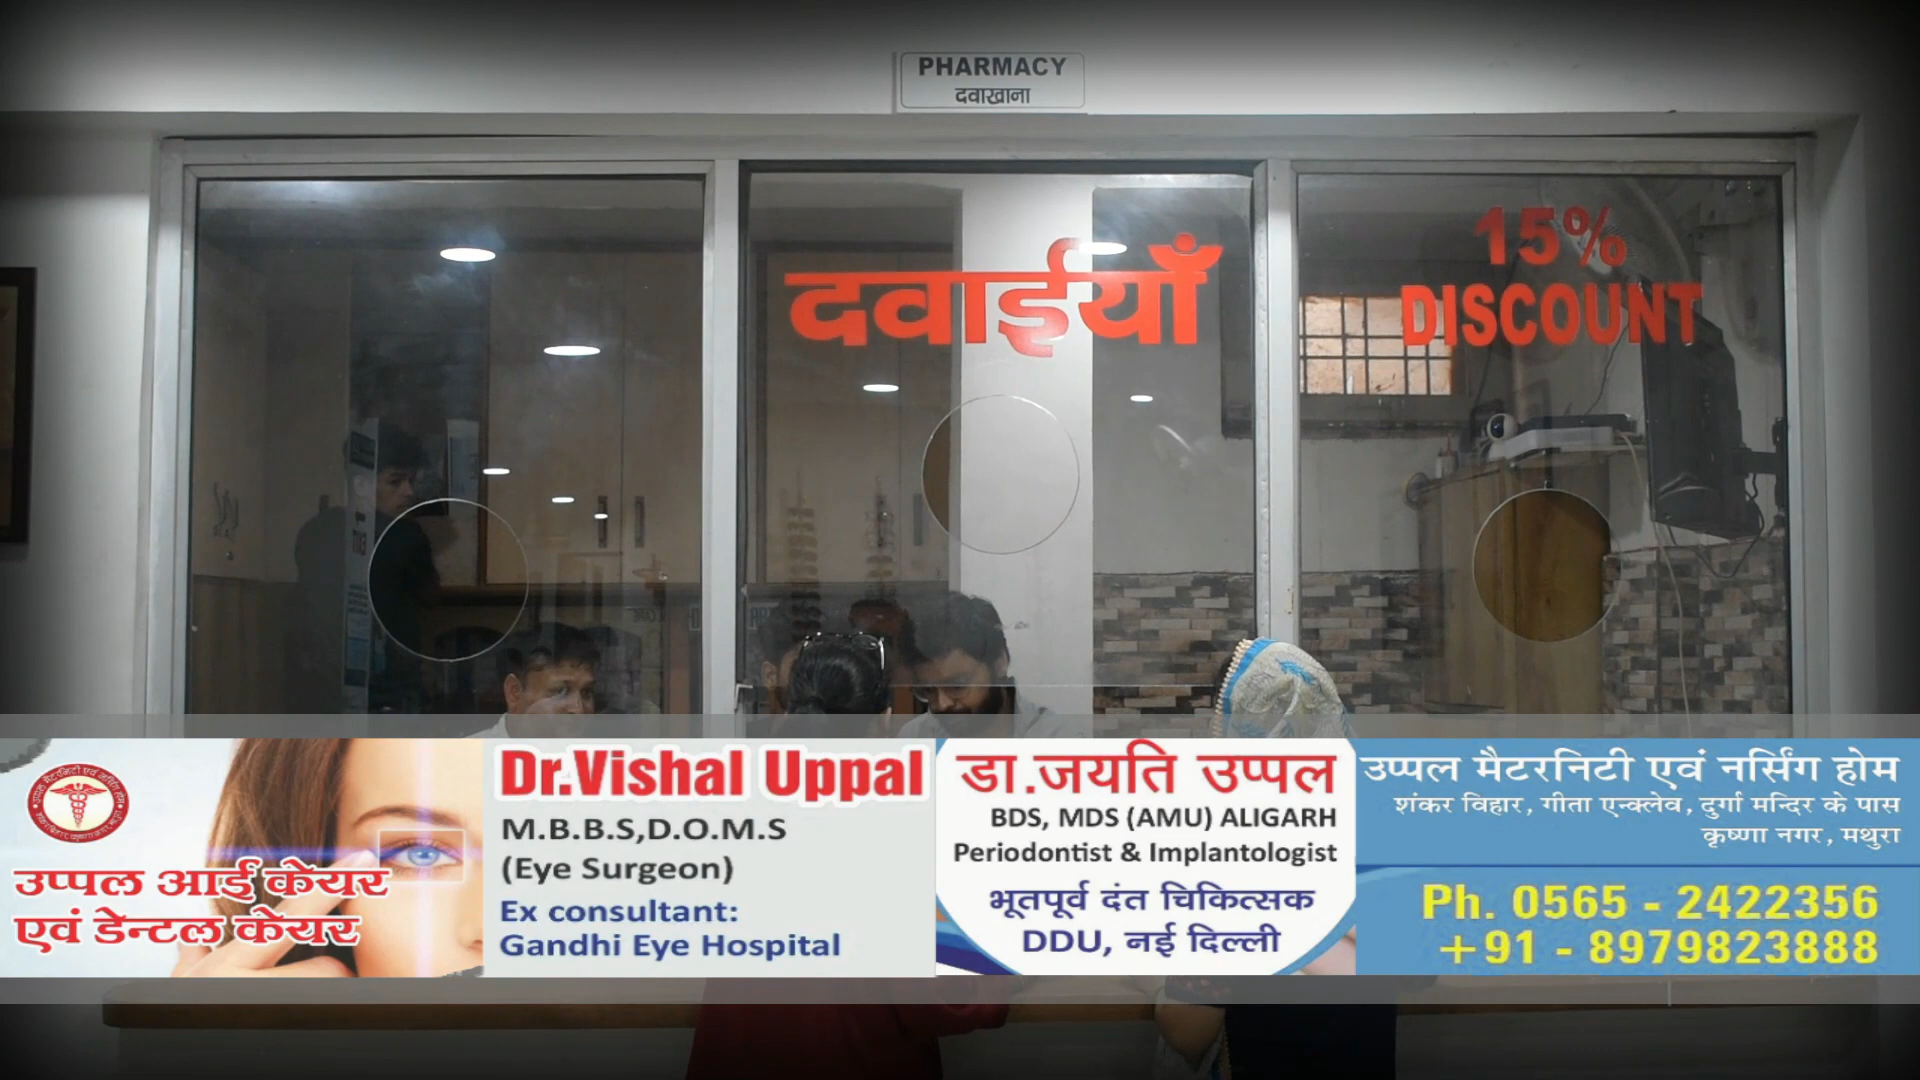 PHARMACY
दवाखाना
दवाईयाँ
15%
DISCOUNT
उप्पल आई केयर
एवं डेन्टल केयर
Dr.Vishal Uppal
M.B.B.S,D.O.M.S
(Eye Surgeon)
Ex consultant:
Gandhi Eye Hospital
डा.जयति उप्पल
BDS, MDS (AMU) ALIGARH
Periodontist & Implantologist
भूतपूर्व दंत चिकित्सक
DDU, नई दिल्ली
उप्पल मैटरनिटी एवं नर्सिंग होम
शंकर विहार, गीता एन्क्लेव, दुर्गा मन्दिर के पास
कृष्णा नगर, मथुरा
Ph. 0565 - 2422356
+91 - 8979823888